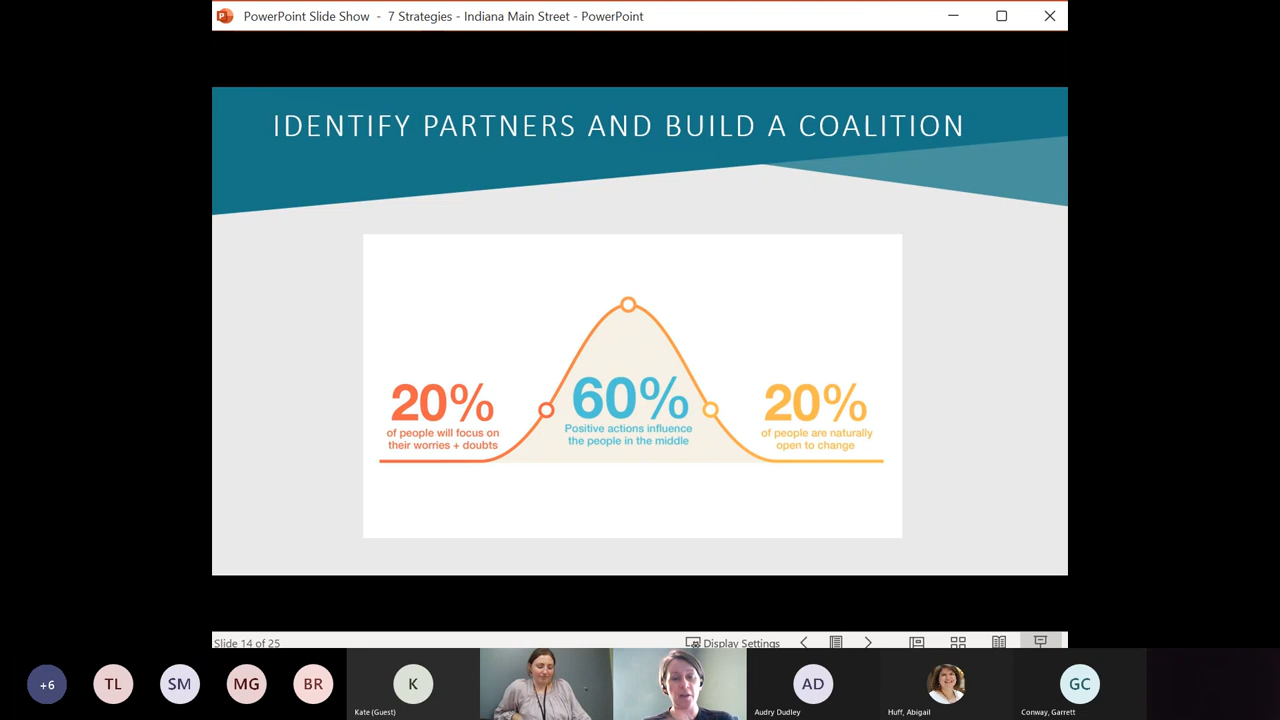 PowerPoint Slide Show - 7 Strategies - Indiana Main Street - PowerPoint
IDENTIFY PARTNERS AND BUILD A COALITION
20%
of people will focus on
their worries + doubts
60%
Positive actions influence
the people in the middle
20%
of people are naturally
open to change
Slide 14 of 25
Display Settings
+6
TL
SM
MG
BR
K
Kate (Guest)
AD
Audry Dudley
Huff, Abigail
GC
Conway, Garrett